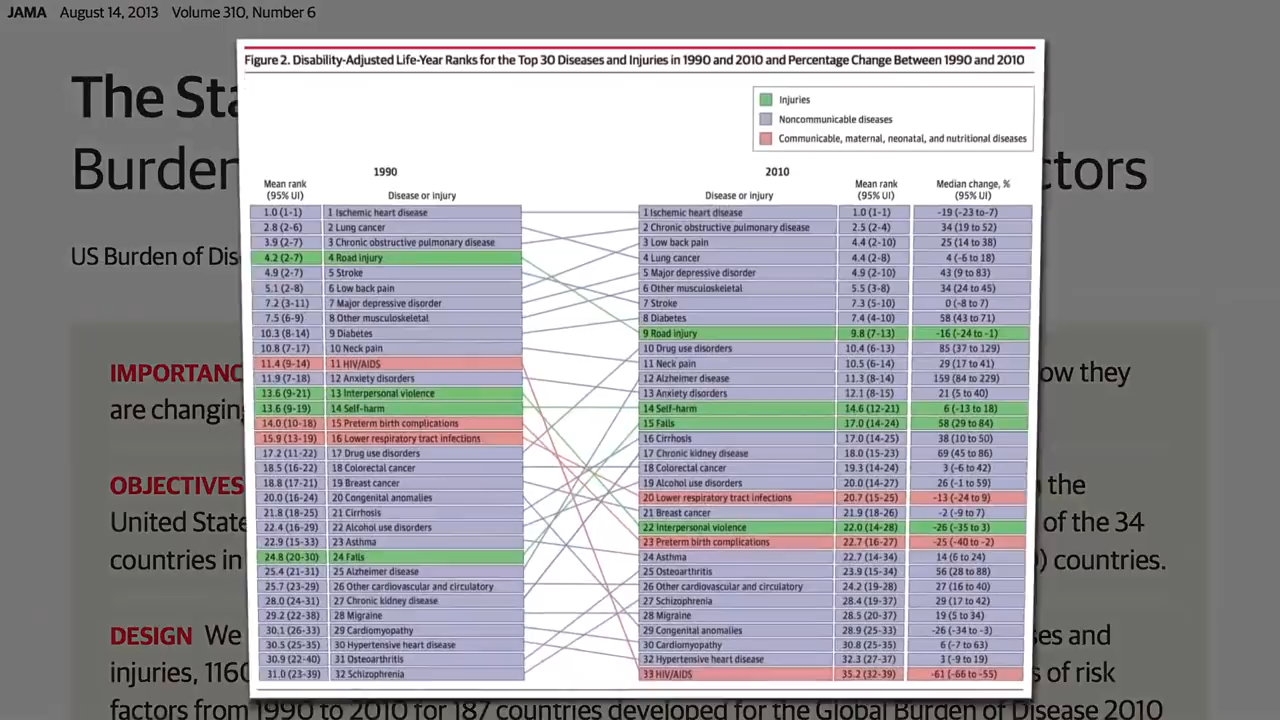 JAMA August 14, 2013 Volume 310, Number 6
The Sta
Burden ctors
US Burden of Dis
IMPORTANC ow they
are changing
OBJECTIVES the
United State of the 34
countries in ) countries.
DESIGN We ses and
injuries, 1160 s of risk
factors from 1990 to 2010 for 187 countries developed for the Global Burden of Disease 2010
Figure 2. Disability-Adjusted Life-Year Ranks for the Top 30 Diseases and Injuries in 1990 and 2010 and Percentage Change Between 1990 and 2010
Injuries
Noncommunicable diseases
Communicable, maternal, neonatal, and nutritional diseases
1990 2010
Mean rank (95% UI) Disease or injury Disease or injury Mean rank (95% UI) Median change, % (95% UI)
1.0 (1-1) 1 Ischemic heart disease 1 Ischemic heart disease 1.0 (1-1) -19 (-23 to -7)
2.8 (2-6) 2 Lung cancer 2 Chronic obstructive pulmonary disease 2.5 (2-4) 34 (19 to 52)
3.9 (2-7) 3 Chronic obstructive pulmonary disease 3 Low back pain 4.4 (2-10) 25 (14 to 38)
4.2 (2-7) 4 Road injury 4 Lung cancer 4.4 (2-8) 4 (-6 to 18)
4.9 (2-7) 5 Stroke 5 Major depressive disorder 4.9 (2-10) 43 (9 to 83)
5.1 (2-8) 6 Low back pain 6 Other musculoskeletal 5.5 (3-8) 34 (24 to 45)
7.2 (3-11) 7 Major depressive disorder 7 Stroke 7.3 (5-10) 0 (-8 to 7)
7.5 (6-9) 8 Other musculoskeletal 8 Diabetes 7.4 (4-10) 58 (43 to 71)
10.3 (8-14) 9 Diabetes 9 Road injury 9.8 (7-13) -16 (-24 to -1)
10.8 (7-17) 10 Neck pain 10 Drug use disorders 10.4 (6-13) 85 (37 to 129)
11.4 (9-14) 11 HIV/AIDS 11 Neck pain 10.5 (6-14) 29 (17 to 41)
11.9 (7-18) 12 Anxiety disorders 12 Alzheimer disease 11.3 (8-14) 159 (84 to 229)
13.6 (9-21) 13 Interpersonal violence 13 Anxiety disorders 12.1 (8-15) 21 (5 to 40)
13.6 (9-19) 14 Self-harm 14 Self-harm 14.6 (12-21) 6 (-13 to 18)
14.0 (10-18) 15 Preterm birth complications 15 Falls 17.0 (14-24) 58 (29 to 84)
15.9 (13-19) 16 Lower respiratory tract infections 16 Cirrhosis 17.0 (14-25) 38 (10 to 50)
17.2 (11-22) 17 Drug use disorders 17 Chronic kidney disease 18.0 (15-23) 69 (45 to 86)
18.5 (16-22) 18 Colorectal cancer 18 Colorectal cancer 19.3 (14-24) 3 (-6 to 42)
18.8 (17-21) 19 Breast cancer 19 Alcohol use disorders 20.0 (14-27) 26 (-1 to 59)
20.0 (16-24) 20 Congenital anomalies 20 Lower respiratory tract infections 20.7 (15-25) -13 (-24 to 9)
21.8 (18-25) 21 Cirrhosis 21 Breast cancer 21.9 (18-26) -2 (-9 to 7)
22.4 (16-29) 22 Alcohol use disorders 22 Interpersonal violence 22.0 (14-28) -26 (-35 to 3)
22.9 (15-33) 23 Asthma 23 Preterm birth complications 22.7 (16-27) -25 (-40 to -2)
24.8 (20-30) 24 Falls 24 Asthma 22.7 (14-34) 14 (6 to 24)
25.4 (21-31) 25 Alzheimer disease 25 Osteoarthritis 23.9 (15-34) 56 (28 to 88)
25.7 (23-29) 26 Other cardiovascular and circulatory 26 Other cardiovascular and circulatory 24.2 (19-28) 27 (16 to 40)
28.0 (24-31) 27 Chronic kidney disease 27 Schizophrenia 28.4 (19-37) 29 (17 to 42)
29.2 (22-38) 28 Migraine 28 Migraine 28.5 (20-37) 19 (5 to 34)
30.1 (26-33) 29 Cardiomyopathy 29 Congenital anomalies 28.9 (25-33) -26 (-34 to -3)
30.5 (25-35) 30 Hypertensive heart disease 30 Cardiomyopathy 30.8 (25-35) 6 (-7 to 63)
30.9 (22-40) 31 Osteoarthritis 32 Hypertensive heart disease 32.3 (27-37) 3 (-9 to 19)
31.0 (23-39) 32 Schizophrenia 33 HIV/AIDS 35.2 (32-39) -61 (-66 to -55)